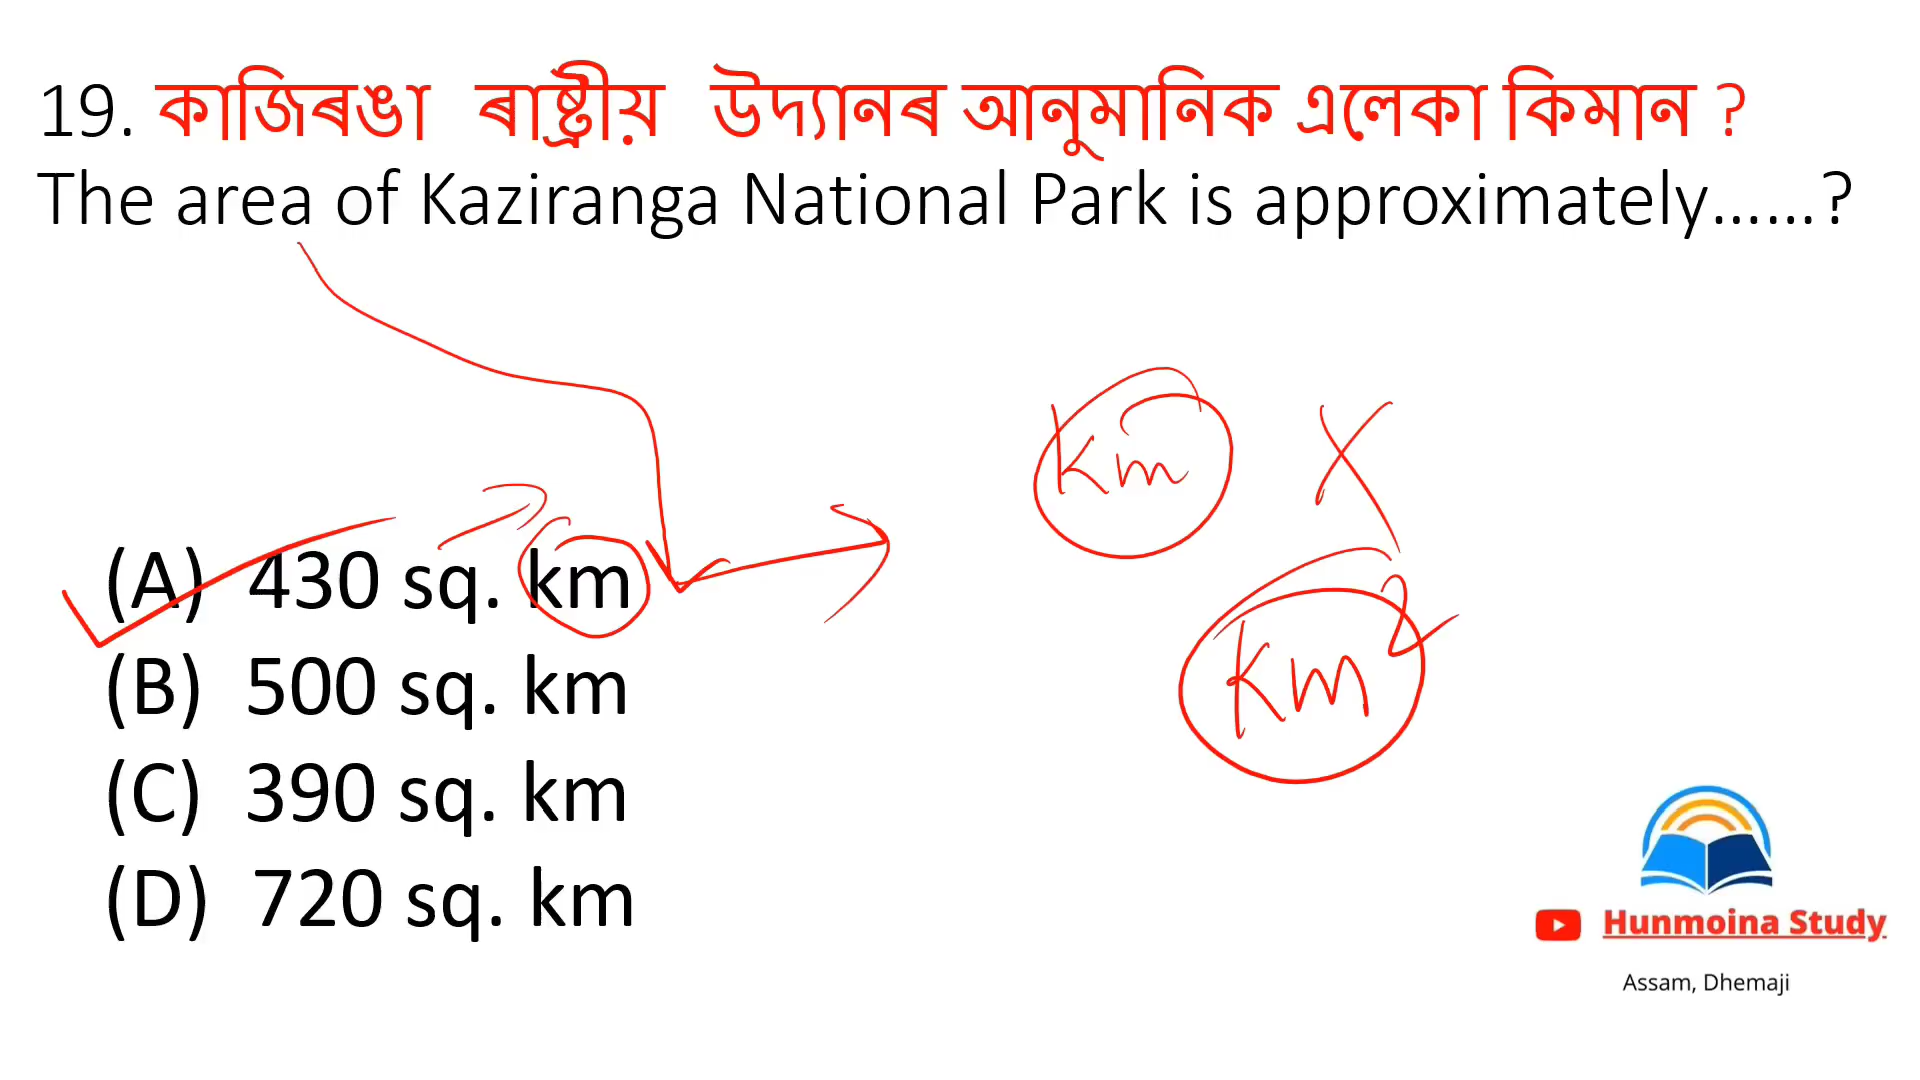 19. কাজিৰঙা ৰাষ্ট্ৰীয় উদ্যানৰ আনুমানিক এলেকা কিমান ?
The area of Kaziranga National Park is approximately......?
Km
(A) 430 sq. km
Km²
(B) 500 sq. km
(C) 390 sq. km
(D) 720 sq. km
Hunmoina Study
Assam, Dhemaji